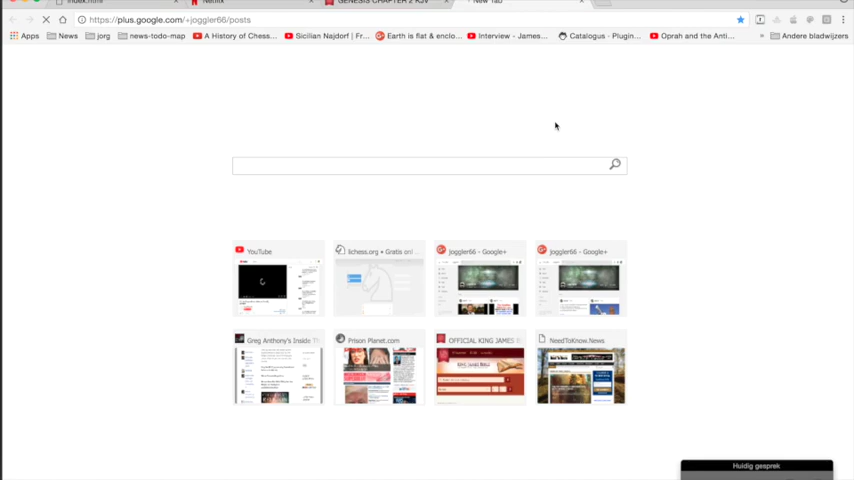 index.html
Netflix
GENESIS CHAPTER 2 KJV
New Tab
https://plus.google.com/+joggler66/posts
Apps
News
jorg
news-todo-map
A History of Chess...
Sicilian Najdorf | Fr...
Earth is flat & enclo...
Interview - James...
Catalogus - Plugin...
Oprah and the Anti...
»
Andere bladwijzers
YouTube
lichess.org • Gratis onl ...
joggler66 - Google+
joggler66 - Google+
Greg Anthony's Inside Th
Prison Planet.com
OFFICIAL KING JAMES B
NeedToKnow.News
KING JAMES BIBLE
Huidig gesprek